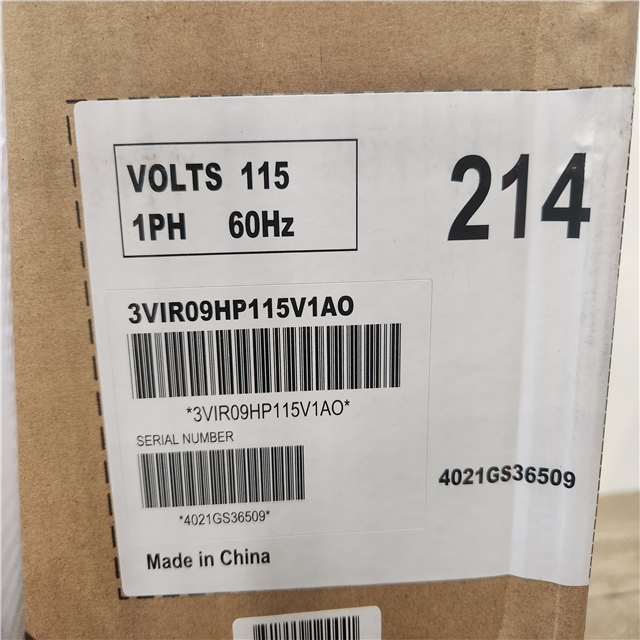 VOLTS 115
1PH 60Hz
214
3VIR09HP115V1AO
*3VIR09HP115V1AO*
SERIAL NUMBER
*4021GS36509*
4021GS36509
Made in China